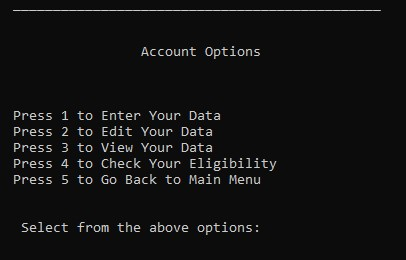 Account Options
Press 1 to Enter Your Data
Press 2 to Edit Your Data
Press 3 to View Your Data
Press 4 to Check Your Eligibility
Press 5 to Go Back to Main Menu
Select from the above options: